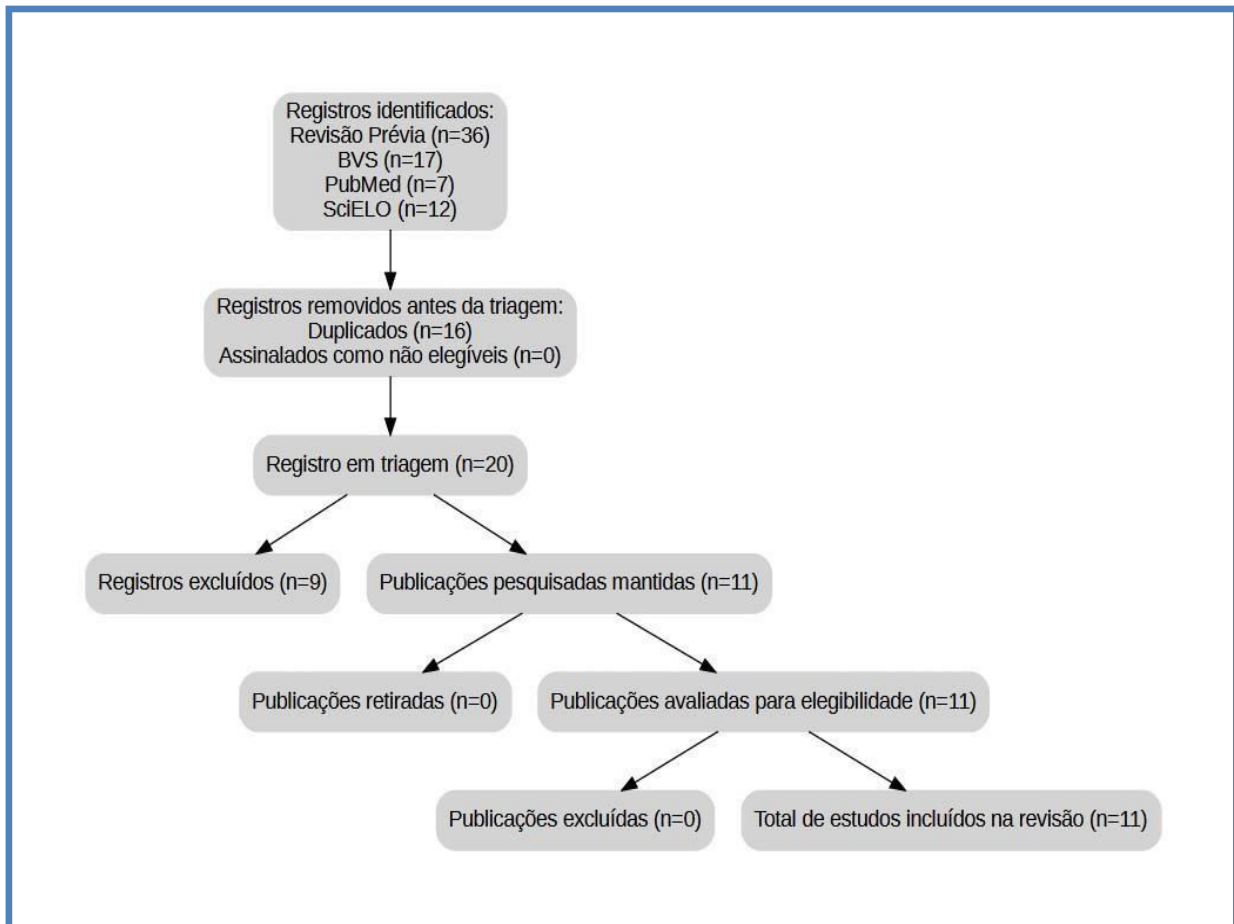 Registros identificados:
Revisão Prévia (n=36)
BVS (n=17)
PubMed (n=7)
SciELO (n=12)
Registros removidos antes da triagem:
Duplicados (n=16)
Assinalados como não elegíveis (n=0)
Registro em triagem (n=20)
Registros excluídos (n=9)
Publicações pesquisadas mantidas (n=11)
Publicações retiradas (n=0)
Publicações avaliadas para elegibilidade (n=11)
Publicações excluídas (n=0)
Total de estudos incluídos na revisão (n=11)